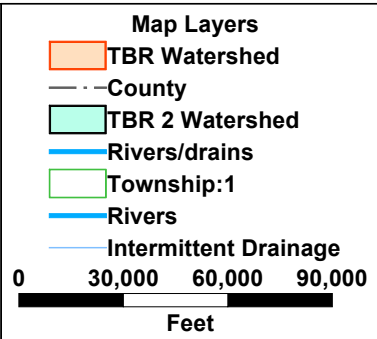 Map Layers
TBR Watershed
County
TBR 2 Watershed
Rivers/drains
Township:1
Rivers
Intermittent Drainage
0 30,000 60,000 90,000
Feet